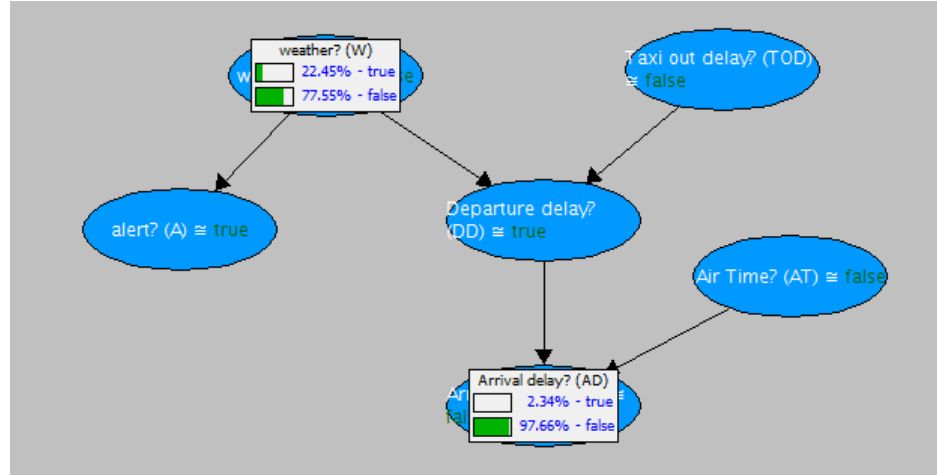 weather? (W)
22.45% - true
77.55% - false
w
e
Taxi out delay? (TOD)
≅ false
alert? (A) ≅ true
Departure delay?
(DD) ≅ true
Air Time? (AT) ≅ false
Arrival delay? (AD)
2.34% - true
97.66% - false